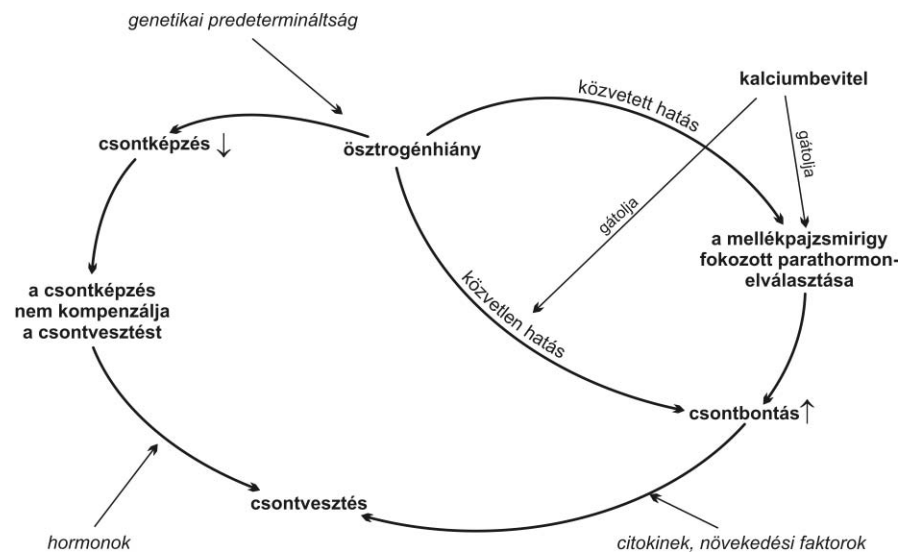 genetikai predetermináltság
kalciumbevitel
közvetett hatás
csontképzés ↓
ösztrogénhiány
gátolja
gátolja
a mellékpajzsmirigy
fokozott parathormon-
elválasztása
a csontképzés
nem kompenzálja
a csontvesztést
közvetlen hatás
csontbontás ↑
csontvesztés
hormonok
citokinek, növekedési faktorok